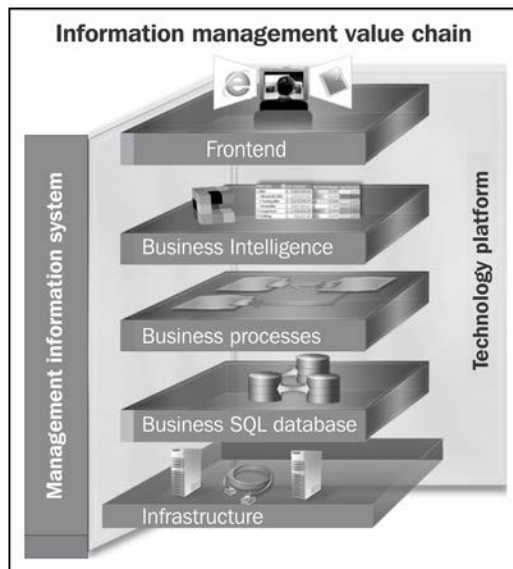 Information management value chain
Frontend
Business Intelligence
Business processes
Business SQL database
Infrastructure
Management information system
Technology platform